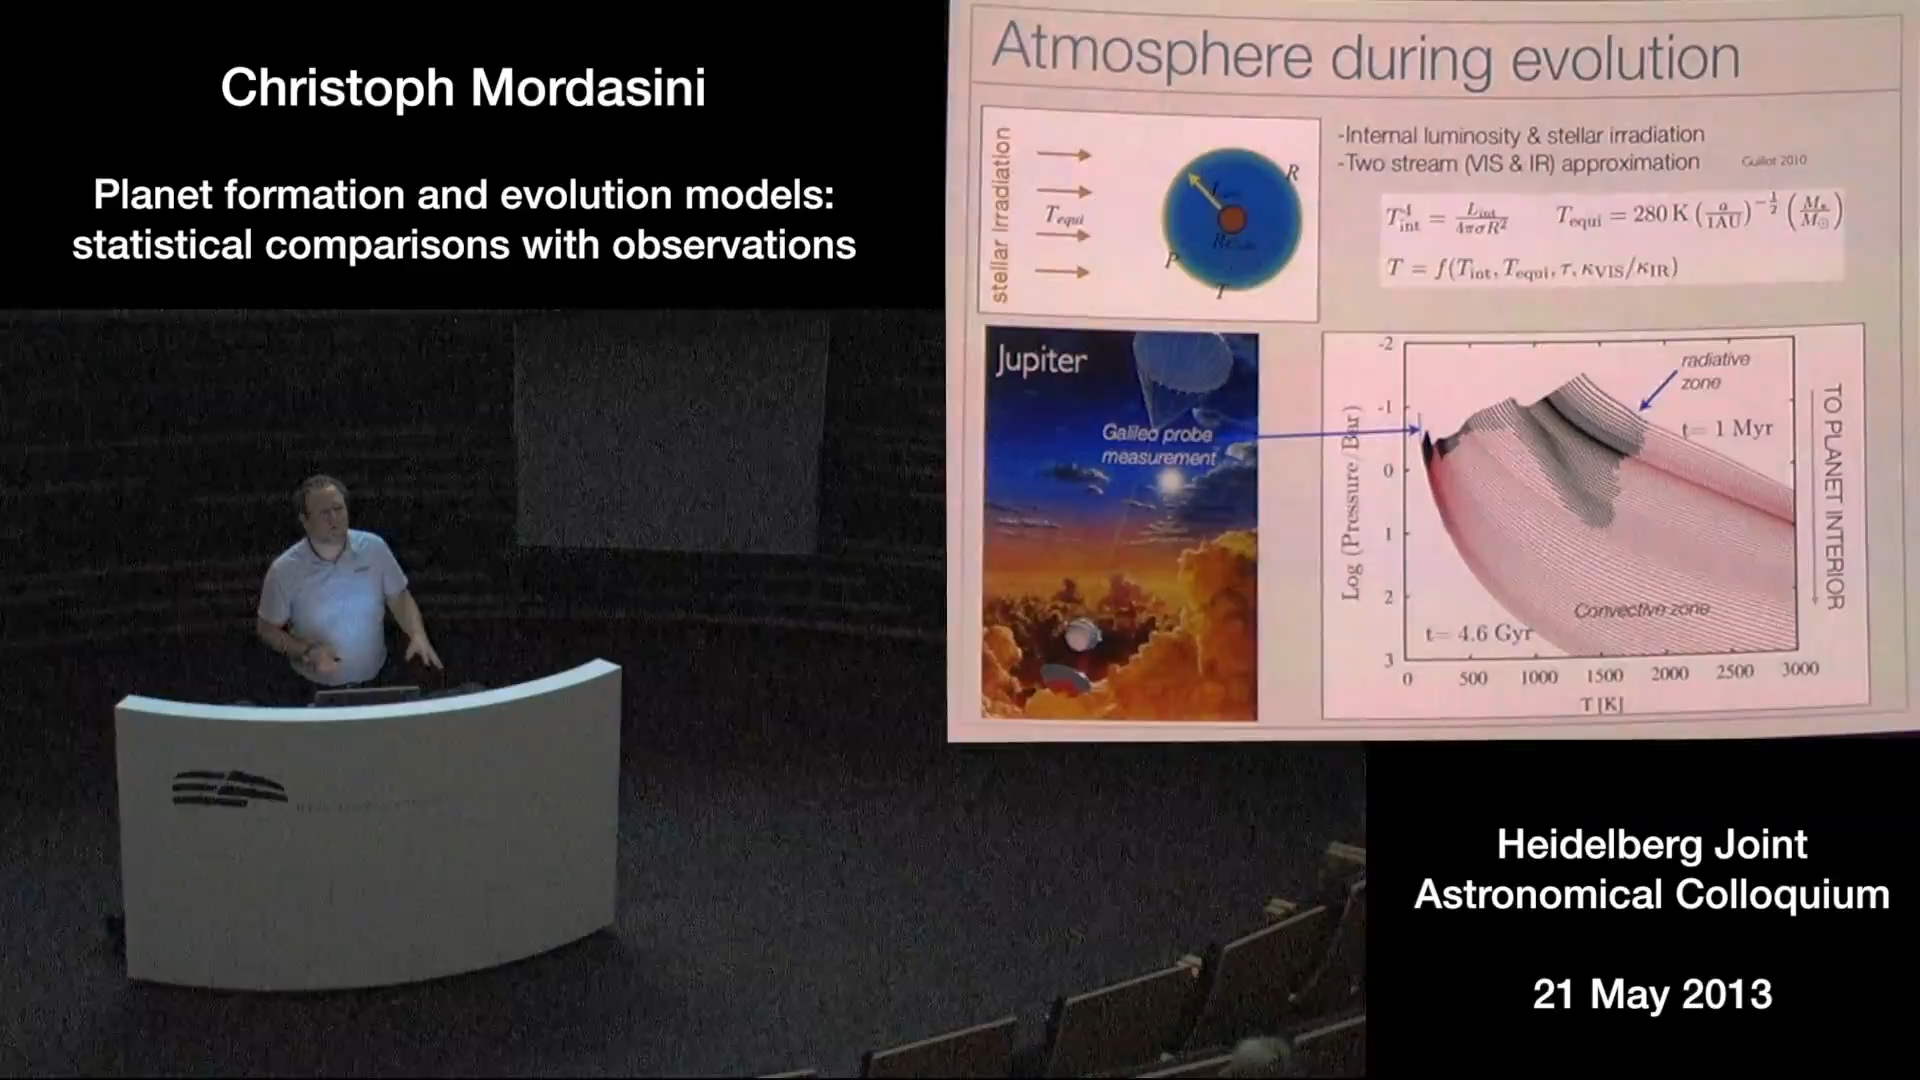 Christoph Mordasini
Planet formation and evolution models:
statistical comparisons with observations
Atmosphere during evolution
stellar irradiation
T_equi
R
P
T
-Internal luminosity & stellar irradiation
-Two stream (VIS & IR) approximation
Guillot 2010
T_int^4 = L_int / 4πσR^2
T_equi = 280 K (a / 1AU)^-1/2 (M_* / M_⊙)
T = f(T_int, T_equi, τ, κ_VIS/κ_IR)
Jupiter
Galileo probe
measurement
Log (Pressure/Bar)
-2
-1
0
1
2
3
radiative
zone
t= 1 Myr
Convective zone
t= 4.6 Gyr
0 500 1000 1500 2000 2500 3000
T [K]
TO PLANET INTERIOR
Heidelberg Joint
Astronomical Colloquium
21 May 2013